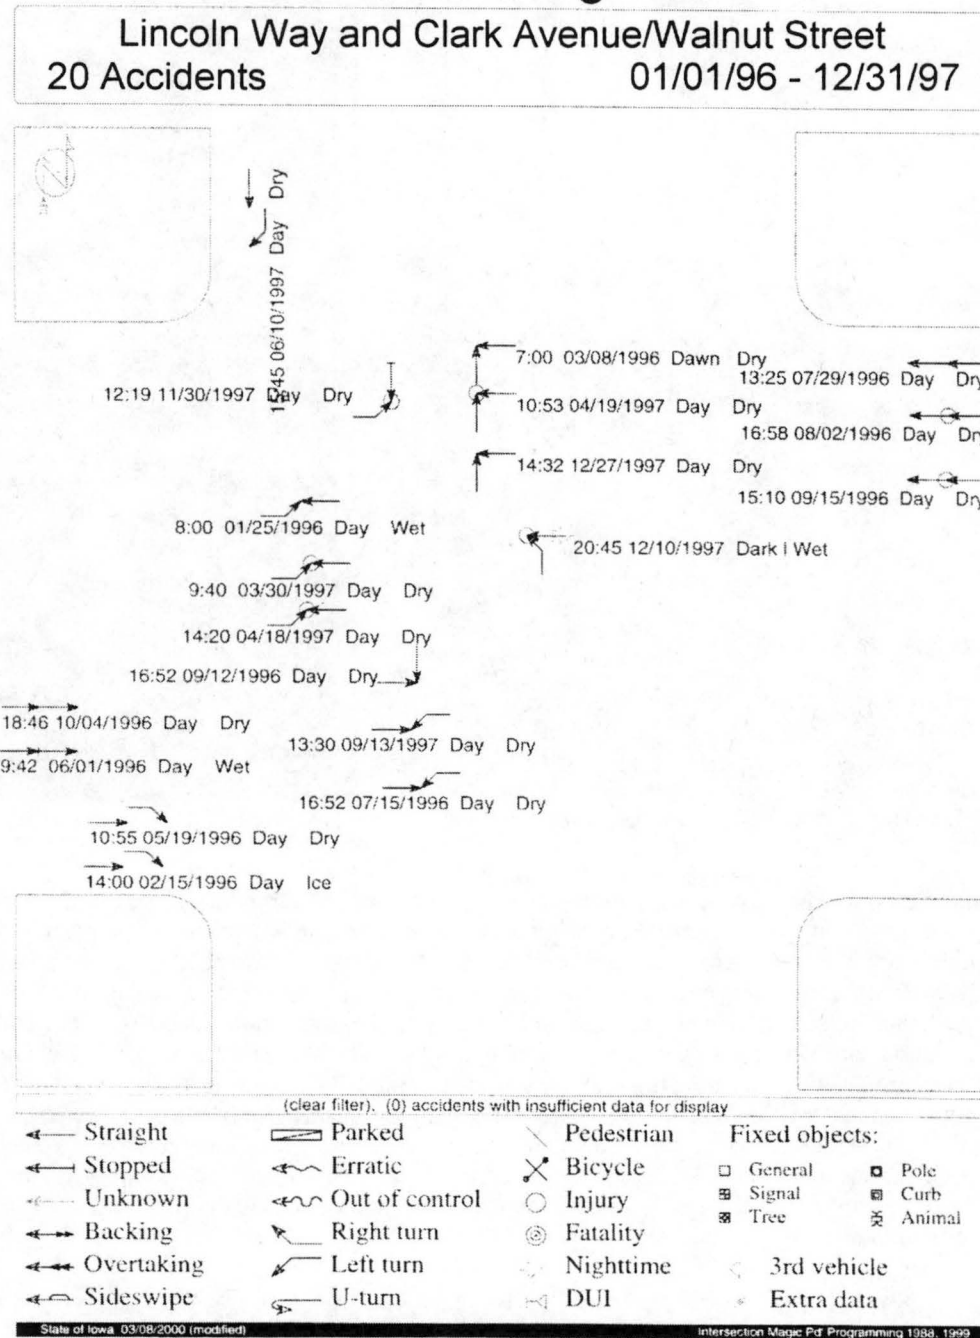 Lincoln Way and Clark Avenue/Walnut Street
20 Accidents 01/01/96 - 12/31/97
45 06/10/1997 Day Dry
7:00 03/08/1996 Dawn Dry
13:25 07/29/1996 Day Dry
12:19 11/30/1997 Day Dry
10:53 04/19/1997 Day Dry
16:58 08/02/1996 Day Dry
14:32 12/27/1997 Day Dry
15:10 09/15/1996 Day Dry
8:00 01/25/1996 Day Wet
20:45 12/10/1997 Dark | Wet
9:40 03/30/1997 Day Dry
14:20 04/18/1997 Day Dry
16:52 09/12/1996 Day Dry
18:46 10/04/1996 Day Dry
13:30 09/13/1997 Day Dry
9:42 06/01/1996 Day Wet
16:52 07/15/1996 Day Dry
10:55 05/19/1996 Day Dry
14:00 02/15/1996 Day Ice
(clear filter). (0) accidents with insufficient data for display
Straight Parked Pedestrian Fixed objects:
Stopped Erratic Bicycle General Pole
Unknown Out of control Injury Signal Curb
Backing Right turn Fatality Tree Animal
Overtaking Left turn Nighttime 3rd vehicle
Sideswipe U-turn DUI Extra data
State of Iowa 03/08/2000 (modified) Intersection Magic Pd' Programming 1988, 1999